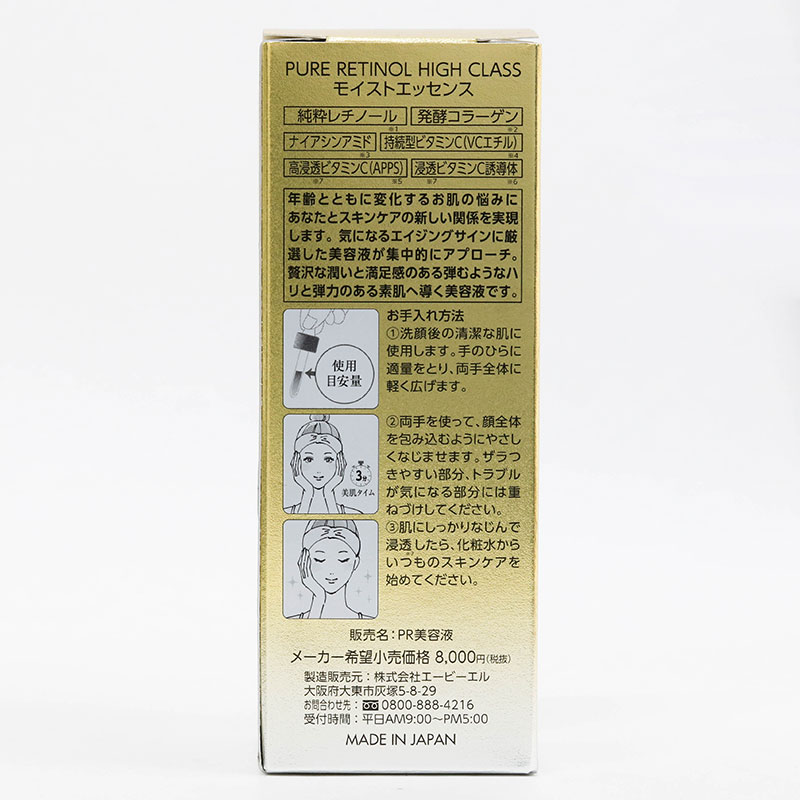 PURE RETINOL HIGH CLASS
モイストエッセンス
純粋レチノール 発酵コラーゲン
※1 ※2
ナイアシンアミド 持続型ビタミンC(VCエチル)
※3 ※4
高浸透ビタミンC(APPS) 浸透ビタミンC誘導体
※7 ※5 ※7 ※6
年齢とともに変化するお肌の悩みに
あなたとスキンケアの新しい関係を実現
します。気になるエイジングサインに厳
選した美容液が集中的にアプローチ。
贅沢な潤いと満足感のある弾むようなハ
リと弾力のある素肌へ導く美容液です。
お手入れ方法
①洗顔後の清潔な肌に
使用します。手のひらに
適量をとり、両手全体に
軽く広げます。
使用
目安量
②両手を使って、顔全体
を包み込むようにやさし
くなじませます。ザラつ
きやすい部分、トラブル
が気になる部分には重
ねづけしてください。
3分
美肌タイム
③肌にしっかりなじんで
浸透したら、化粧水から
※7
いつものスキンケアを
始めてください。
販売名：PR美容液
メーカー希望小売価格 8,000円(税抜)
製造販売元：株式会社エービーエル
大阪府大東市灰塚5-8-29
お問合わせ先： 0800-888-4216
受付時間：平日AM9:00～PM5:00
MADE IN JAPAN